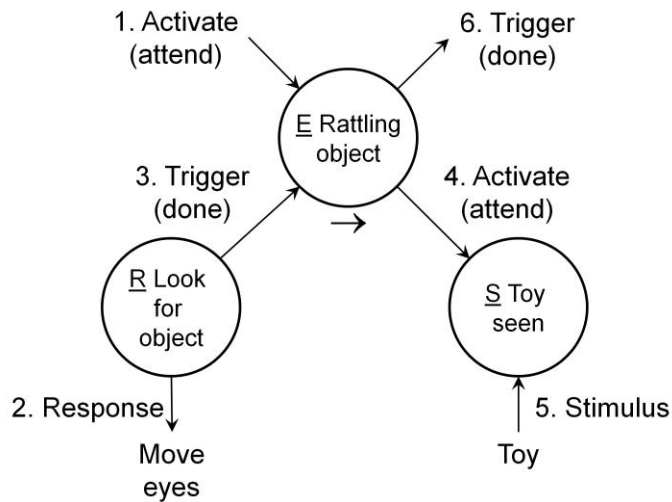 1. Activate
(attend)
6. Trigger
(done)
E Rattling
object
3. Trigger
(done)
4. Activate
(attend)
→
R Look
for
object
S Toy
seen
2. Response
5. Stimulus
Move
eyes
Toy